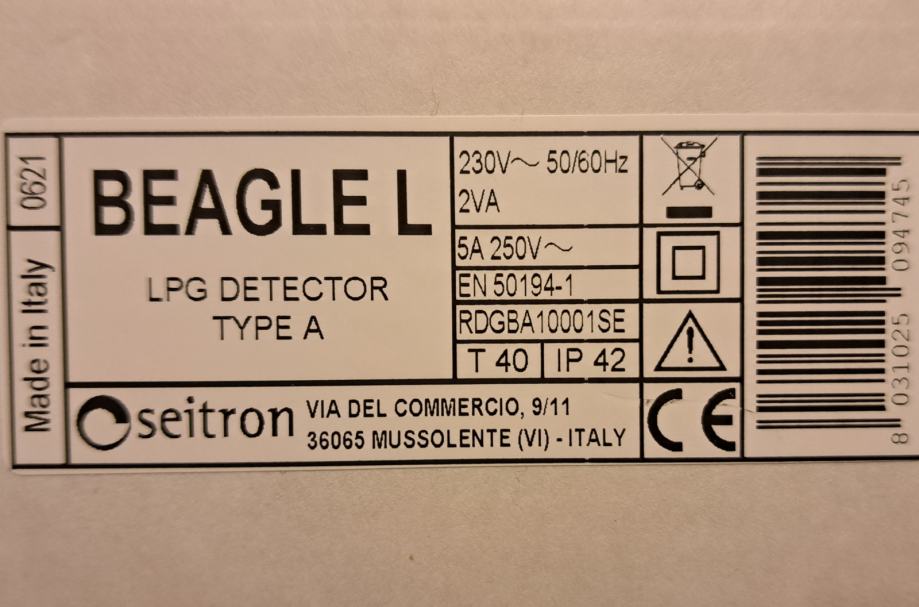 0621
Made in Italy
BEAGLE L
LPG DETECTOR
TYPE A
230V~ 50/60Hz
2VA
5A 250V~
EN 50194-1
RDGBA10001SE
T 40
IP 42
seitron
VIA DEL COMMERCIO, 9/11
36065 MUSSOLENTE (VI) - ITALY
CE
8 031025 094745